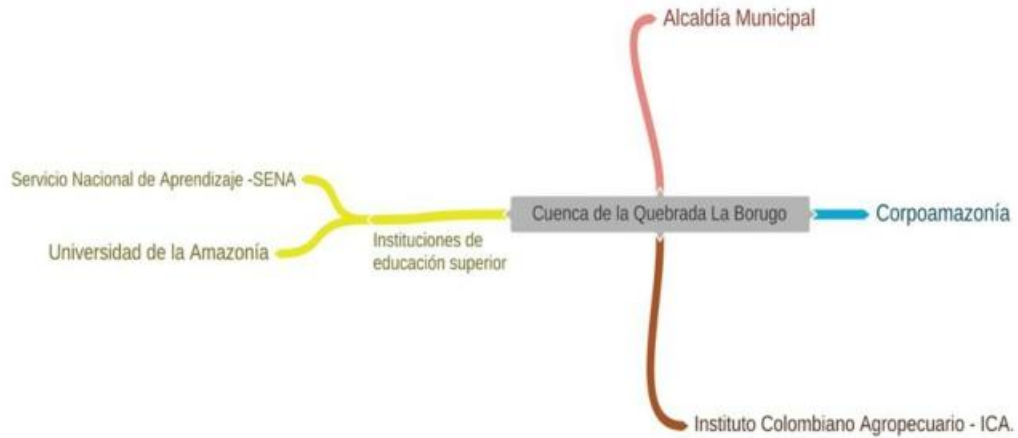 Alcaldía Municipal
Servicio Nacional de Aprendizaje -SENA
Cuenca de la Quebrada La Borugo
Corpoamazonía
Universidad de la Amazonía
Instituciones de
educación superior
Instituto Colombiano Agropecuario - ICA.